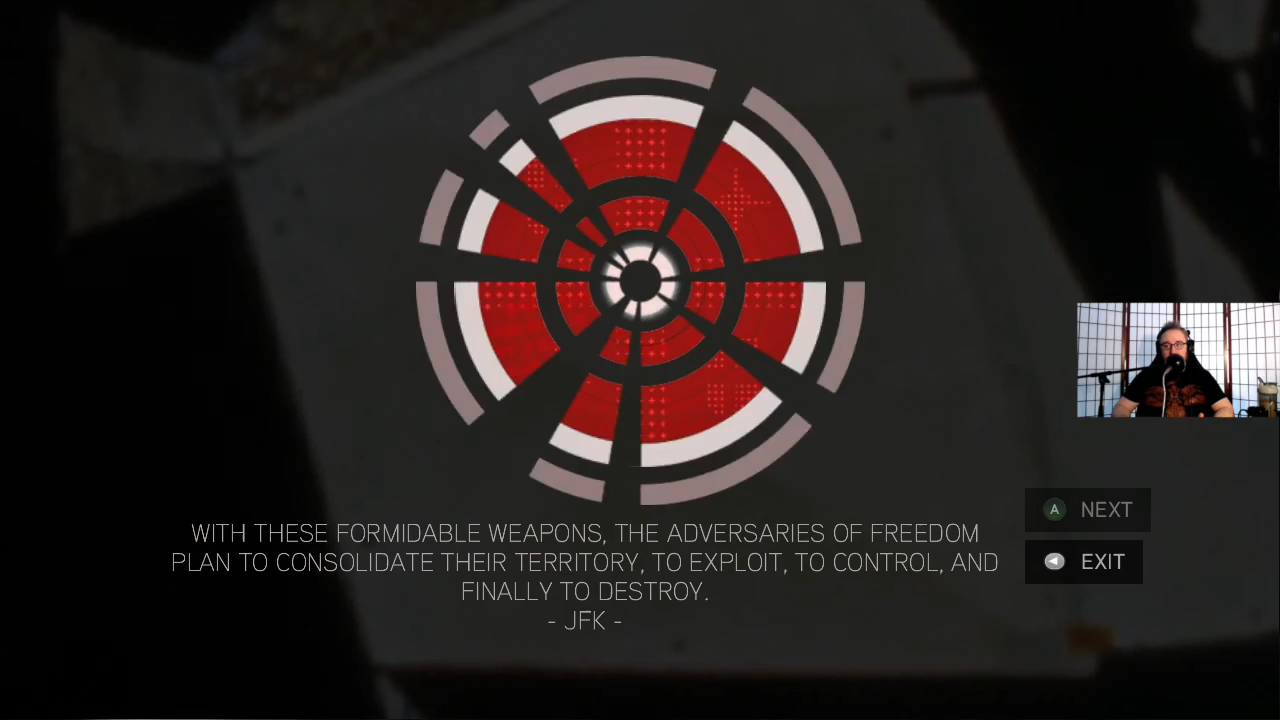 WITH THESE FORMIDABLE WEAPONS, THE ADVERSARIES OF FREEDOM
PLAN TO CONSOLIDATE THEIR TERRITORY, TO EXPLOIT, TO CONTROL, AND
FINALLY TO DESTROY.
- JFK -
A NEXT
EXIT